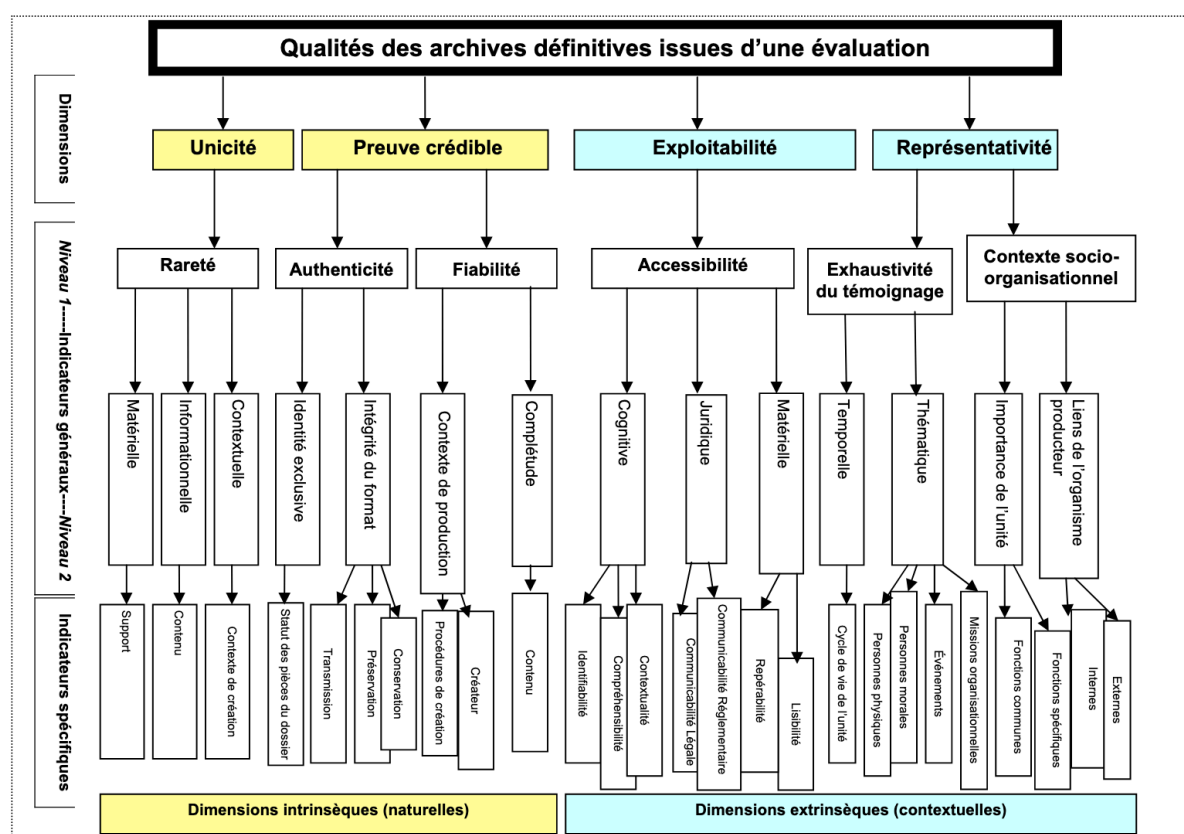 Qualités des archives définitives issues d'une évaluation
Dimensions
Unicité
Preuve crédible
Exploitabilité
Représentativité
Niveau 1-----Indicateurs généraux----Niveau 2
Rareté
Authenticité
Fiabilité
Accessibilité
Exhaustivité
du témoignage
Contexte socio-
organisationnel
Matérielle
Informationnelle
Contextuelle
Identité exclusive
Intégrité du format
Contexte de production
Complétude
Cognitive
Juridique
Matérielle
Temporelle
Thématique
Importance de l'unité
Liens de l'organisme
producteur
Indicateurs spécifiques
Support
Contenu
Contexte de création
Statut des pièces du dossier
Transmission
Préservation
Conservation
Procédures de création
Créateur
Contenu
Identifiabilité
Compréhensibilité
Contextualité
Communicabilité Légale
Communicabilité Réglementaire
Repérabilité
Lisibilité
Cycle de vie de l'unité
Personnes physiques
Personnes morales
Événements
Missions organisationnelles
Fonctions communes
Fonctions spécifiques
Internes
Externes
Dimensions intrinsèques (naturelles)
Dimensions extrinsèques (contextuelles)